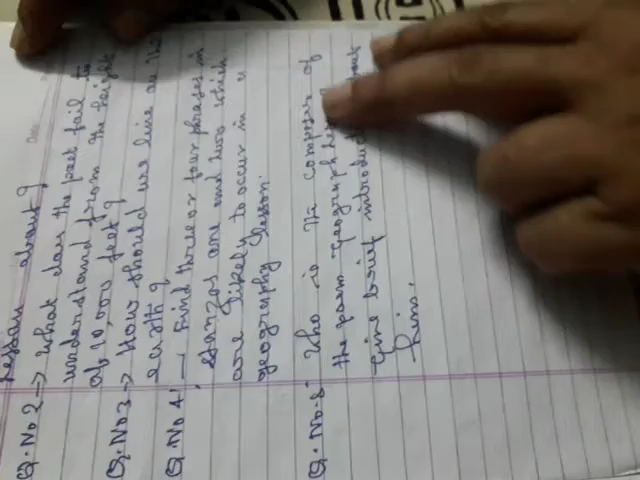 Lesson about?
Q.No 2 → What does the poet fail to
understand from the height
of 10,000 feet?
Q.No 3 → How should we live on the
earth?
Q.No 4 → Find three or four phrases in
stanzas one and two which
are likely to occur in a
geography lesson.
Q.No.5 Who is the composer of
the poem Geography
Give brief
him.